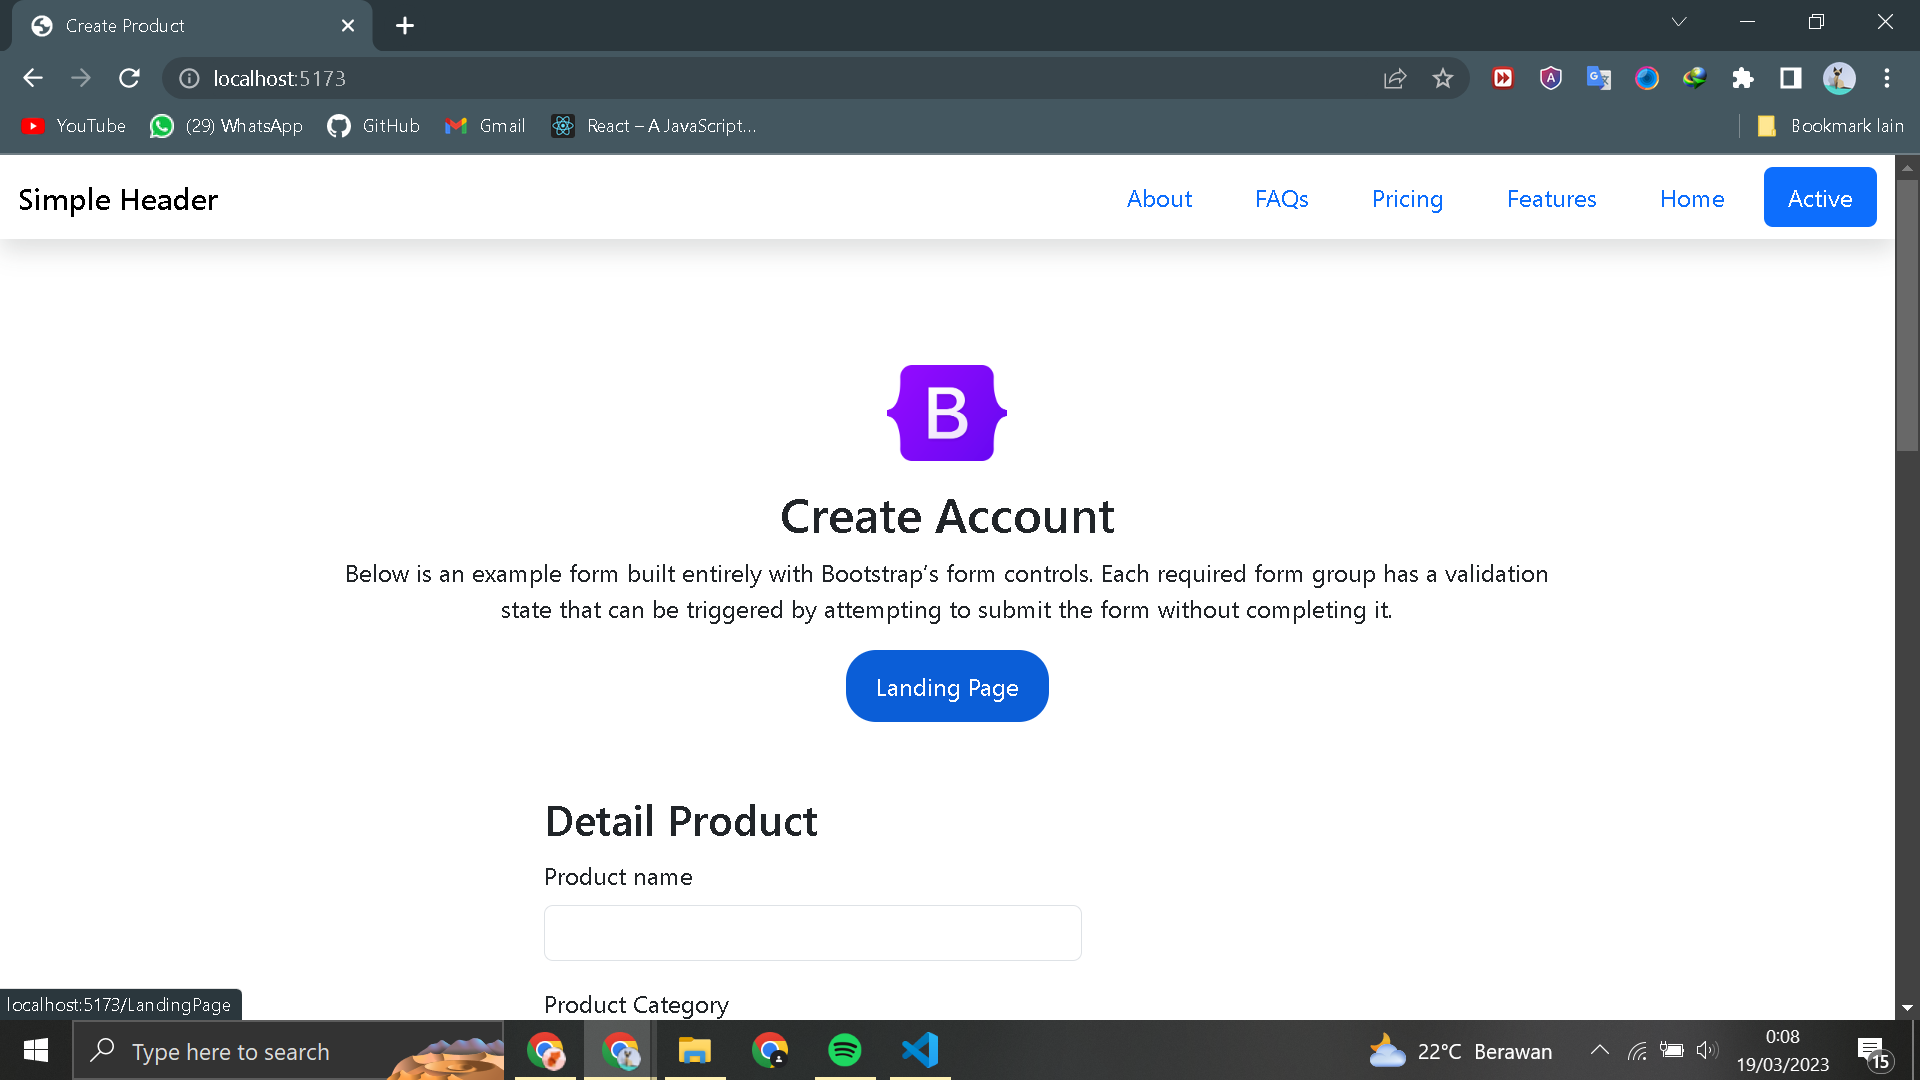 Create Product
localhost:5173
YouTube (29) WhatsApp GitHub Gmail React – A JavaScript... Bookmark lain
Simple Header About FAQs Pricing Features Home Active
B
Create Account
Below is an example form built entirely with Bootstrap's form controls. Each required form group has a validation
state that can be triggered by attempting to submit the form without completing it.
Landing Page
Detail Product
Product name
Product Category
localhost:5173/LandingPage
Type here to search
22°C Berawan
0:08
19/03/2023
15